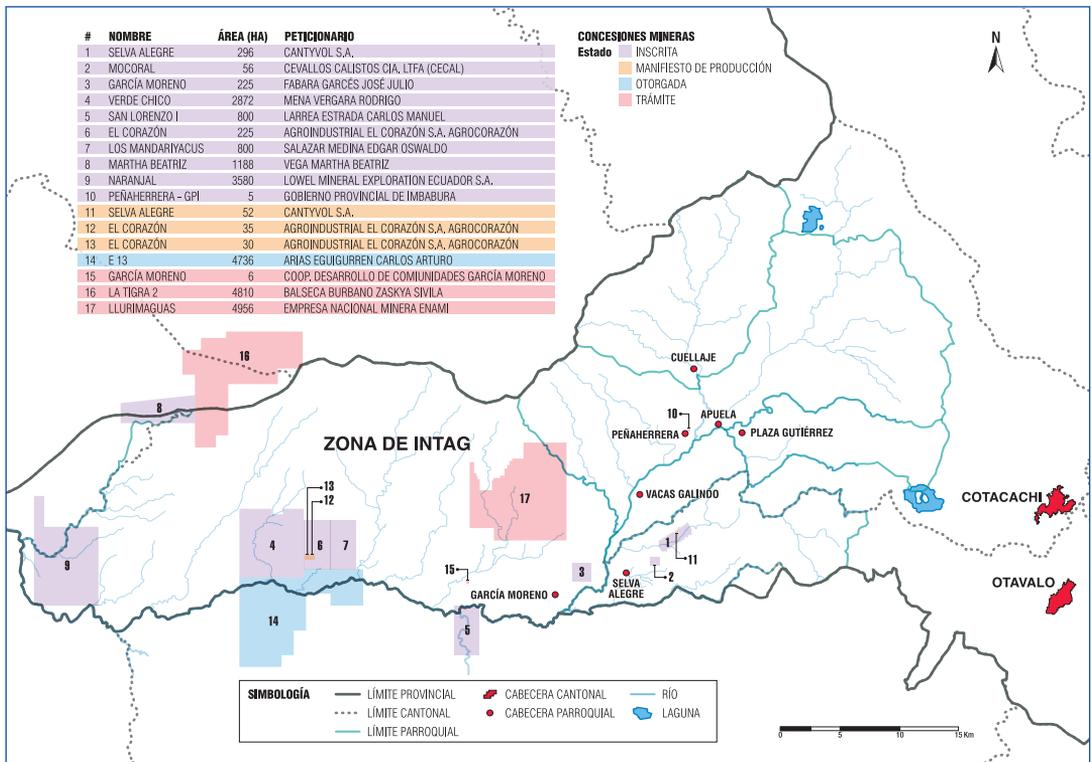 # NOMBRE ÁREA (HA) PETICIONARIO
1 SELVA ALEGRE 296 CANTYVOL S.A.
2 MOCORAL 56 CEVALLOS CALISTOS CIA, LTFA (CECAL)
3 GARCÍA MORENO 225 FABARA GARCÉS JOSÉ JULIO
4 VERDE CHICO 2872 MENA VERGARA RODRIGO
5 SAN LORENZO I 800 LARREA ESTRADA CARLOS MANUEL
6 EL CORAZÓN 225 AGROINDUSTRIAL EL CORAZÓN S.A. AGROCORAZÓN
7 LOS MANDARIYACUS 800 SALAZAR MEDINA EDGAR OSWALDO
8 MARTHA BEATRÍZ 1188 VEGA MARTHA BEATRÍZ
9 NARANJAL 3580 LOWEL MINERAL EXPLORATION ECUADOR S.A.
10 PEÑAHERRERA - GPI 5 GOBIERNO PROVINCIAL DE IMBABURA
11 SELVA ALEGRE 52 CANTYVOL S.A.
12 EL CORAZÓN 35 AGROINDUSTRIAL EL CORAZÓN S,A, AGROCORAZÓN
13 EL CORAZÓN 30 AGROINDUSTRIAL EL CORAZÓN S,A, AGROCORAZÓN
14 E 13 4736 ARIAS EGUIGURREN CARLOS ARTURO
15 GARCÍA MORENO 6 COOP. DESARROLLO DE COMIUNIDADES GARCÍA MORENO
16 LA TIGRA 2 4810 BALSECA BURBANO ZASKYA SIVILA
17 LLURIMAGUAS 4956 EMPRESA NACIONAL MINERA ENAMI
CONCESIONES MINERAS
Estado INSCRITA
MANIFIESTO DE PRODUCCIÓN
OTORGADA
TRÁMITE
N
16
CUELLAJE
8
10
APUELA
PEÑAHERRERA
PLAZA GUTIÉRREZ
ZONA DE INTAG
13
12
17
VACAS GALINDO
COTACACHI
4
6
7
1
11
9
15
3
2
SELVA
ALEGRE
OTAVALO
GARCÍA MORENO
14
5
SIMBOLOGÍA
LÍMITE PROVINCIAL
LÍMITE CANTONAL
LÍMITE PARROQUIAL
CABECERA CANTONAL
CABECERA PARROQUIAL
RÍO
LAGUNA
0 5 10 15 Km